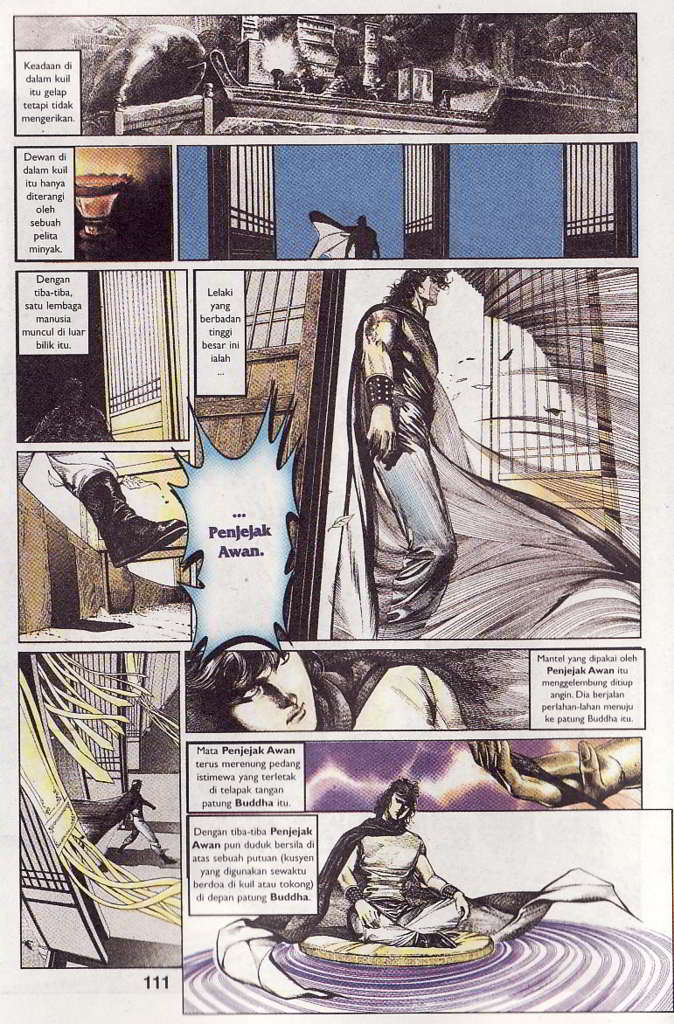 Keadaan di
dalam kuil
itu gelap
tetapi tidak
mengerikan.
Dewan di
dalam kuil
itu hanya
diterangi
oleh
sebuah
pelita
minyak.
Dengan
tiba-tiba,
satu lembaga
manusia
muncul di luar
bilik itu.
Lelaki
yang
berbadan
tinggi
besar ini
ialah
...
...
Penjejak
Awan.
Mantel yang dipakai oleh
Penjejak Awan itu
menggelembung ditiup
angin. Dia berjalan
perlahan-lahan menuju
ke patung Buddha itu.
Mata Penjejak Awan
terus merenung pedang
istimewa yang terletak
di telapak tangan
patung Buddha itu.
Dengan tiba-tiba Penjejak
Awan pun duduk bersila di
atas sebuah putuan (kusyen
yang digunakan sewaktu
berdoa di kuil atau tokong)
di depan patung Buddha.
111